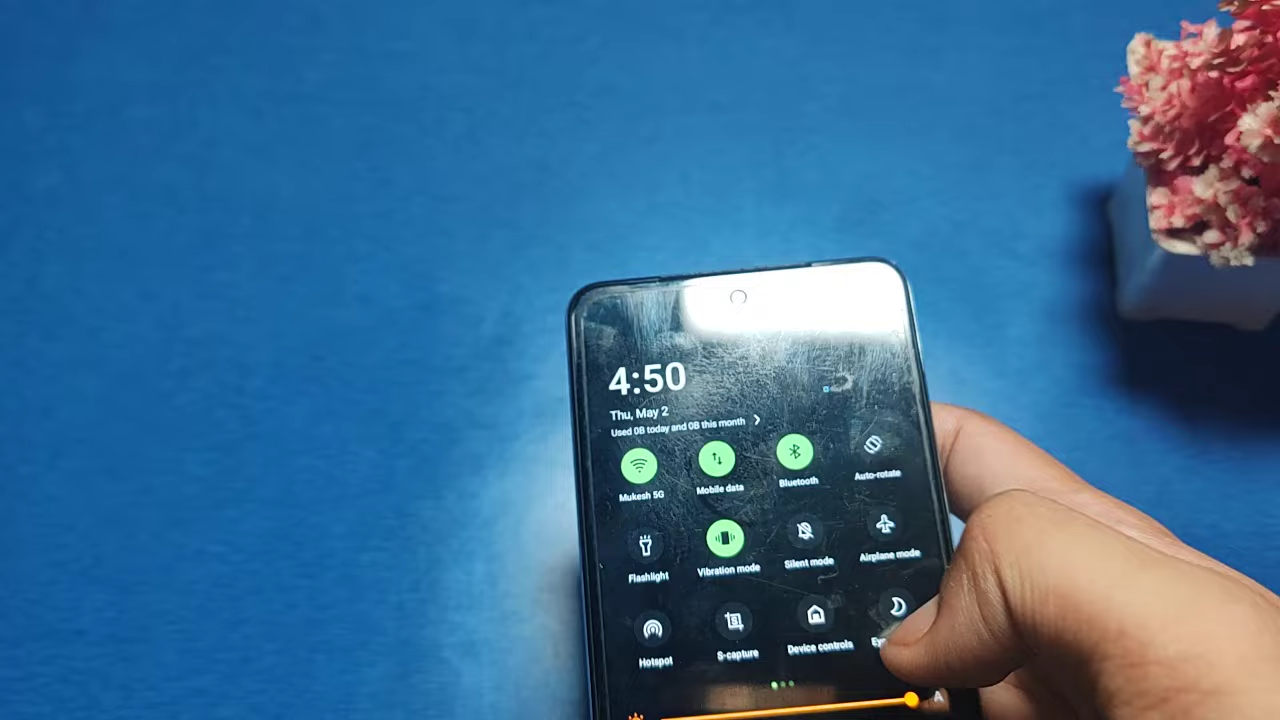 4:50
Thu, May 2
Used 0B today and 0B this month
Mukesh 5G
Mobile data
Bluetooth
Auto-rotate
Flashlight
Vibration mode
Silent mode
Airplane mode
Hotspot
S-capture
Device controls
A